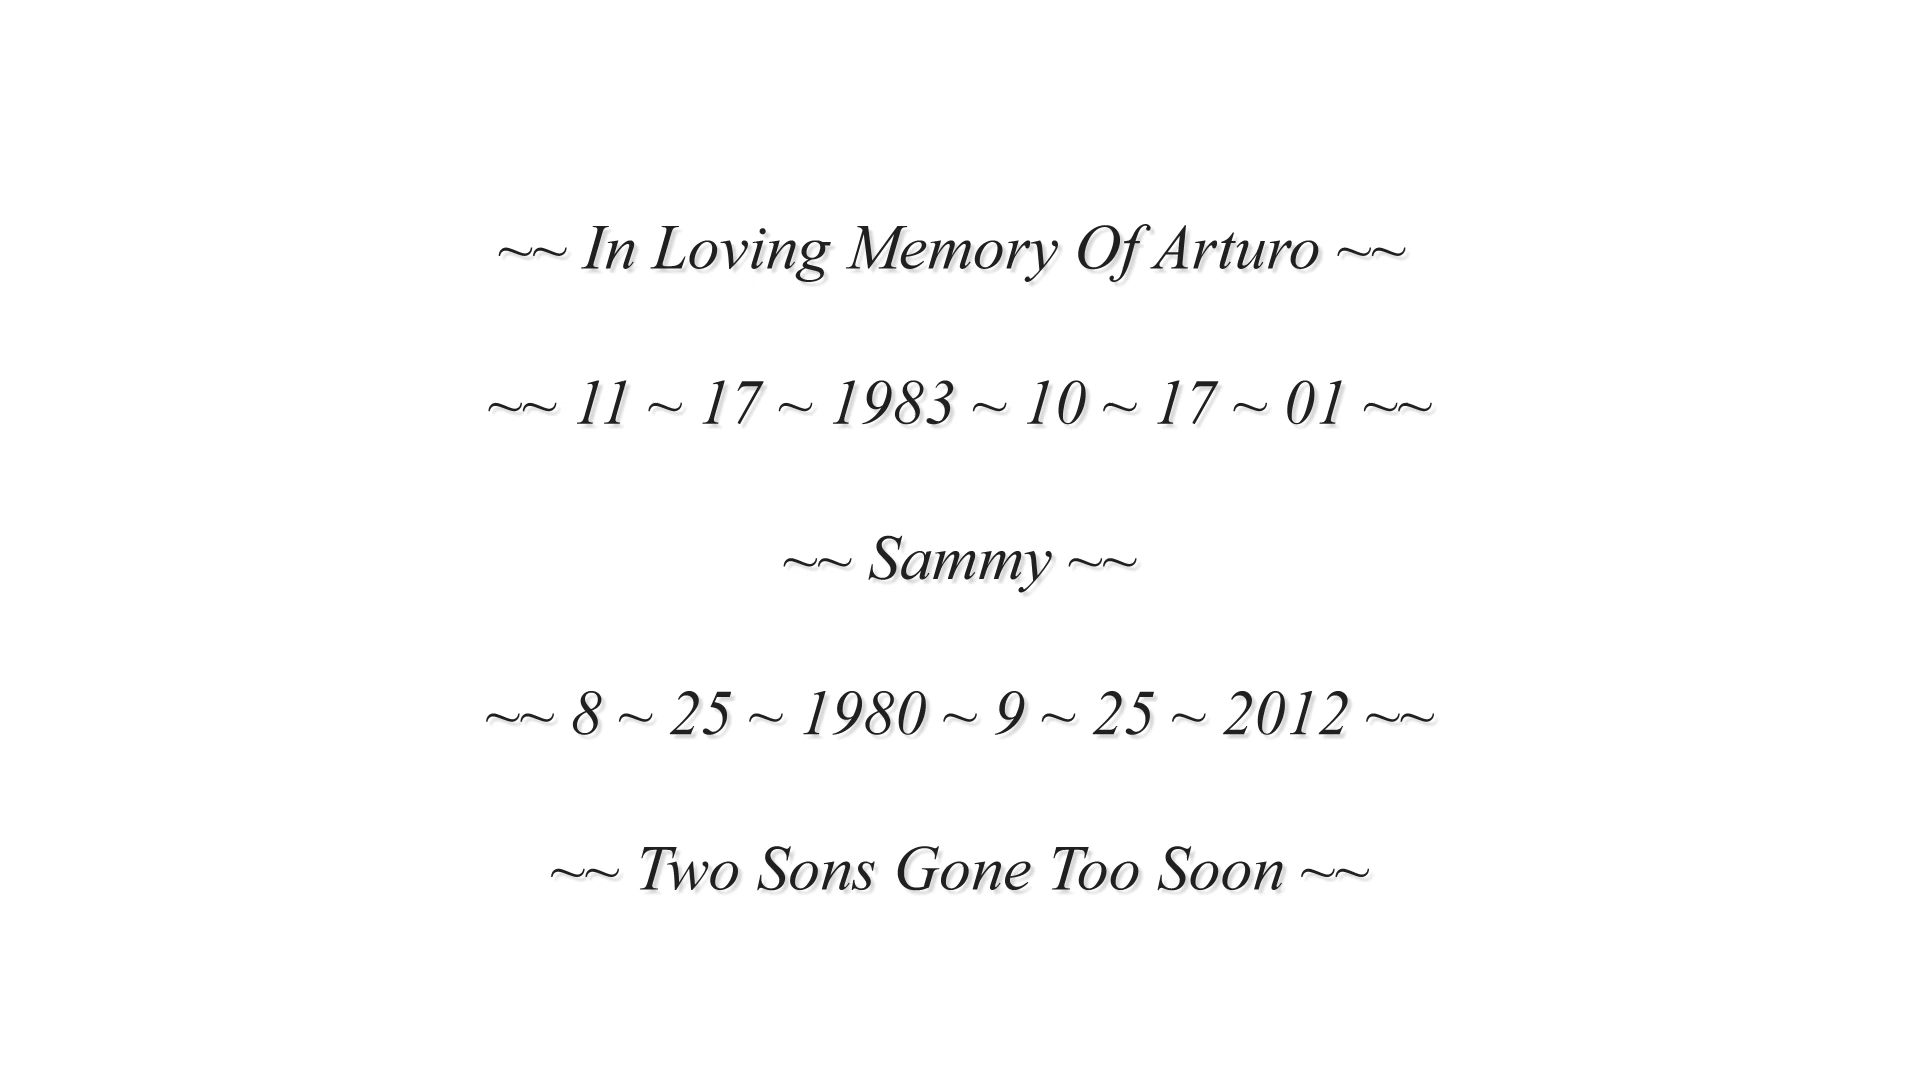 ~~ In Loving Memory Of Arturo ~~
~~ 11 ~ 17 ~ 1983 ~ 10 ~ 17 ~ 01 ~~
~~ Sammy ~~
~~ 8 ~ 25 ~ 1980 ~ 9 ~ 25 ~ 2012 ~~
~~ Two Sons Gone Too Soon ~~